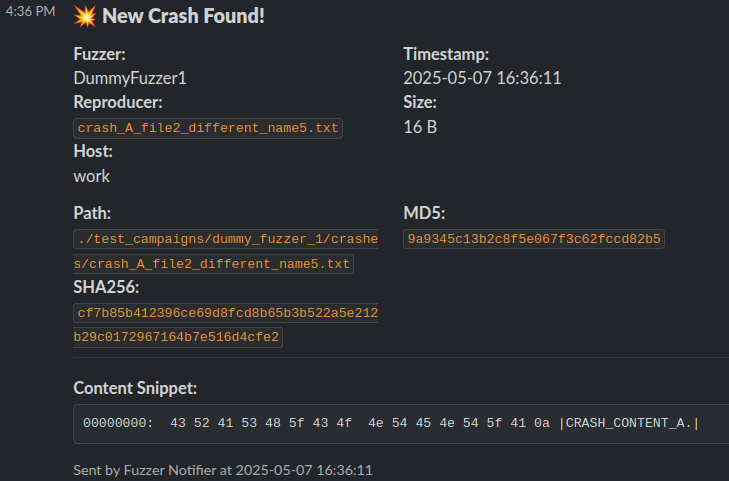 4:36 PM
💥 New Crash Found!
Fuzzer:
DummyFuzzer1
Timestamp:
2025-05-07 16:36:11
Reproducer:
crash_A_file2_different_name5.txt
Size:
16 B
Host:
work
Path:
./test_campaigns/dummy_fuzzer_1/crashe
s/crash_A_file2_different_name5.txt
MD5:
9a9345c13b2c8f5e067f3c62fccd82b5
SHA256:
cf7b85b412396ce69d8fcd8b65b3b522a5e212
b29c0172967164b7e516d4cfe2
Content Snippet:
00000000:  43 52 41 53 48 5f 43 4f  4e 54 45 4e 54 5f 41 0a |CRASH_CONTENT_A.|
Sent by Fuzzer Notifier at 2025-05-07 16:36:11